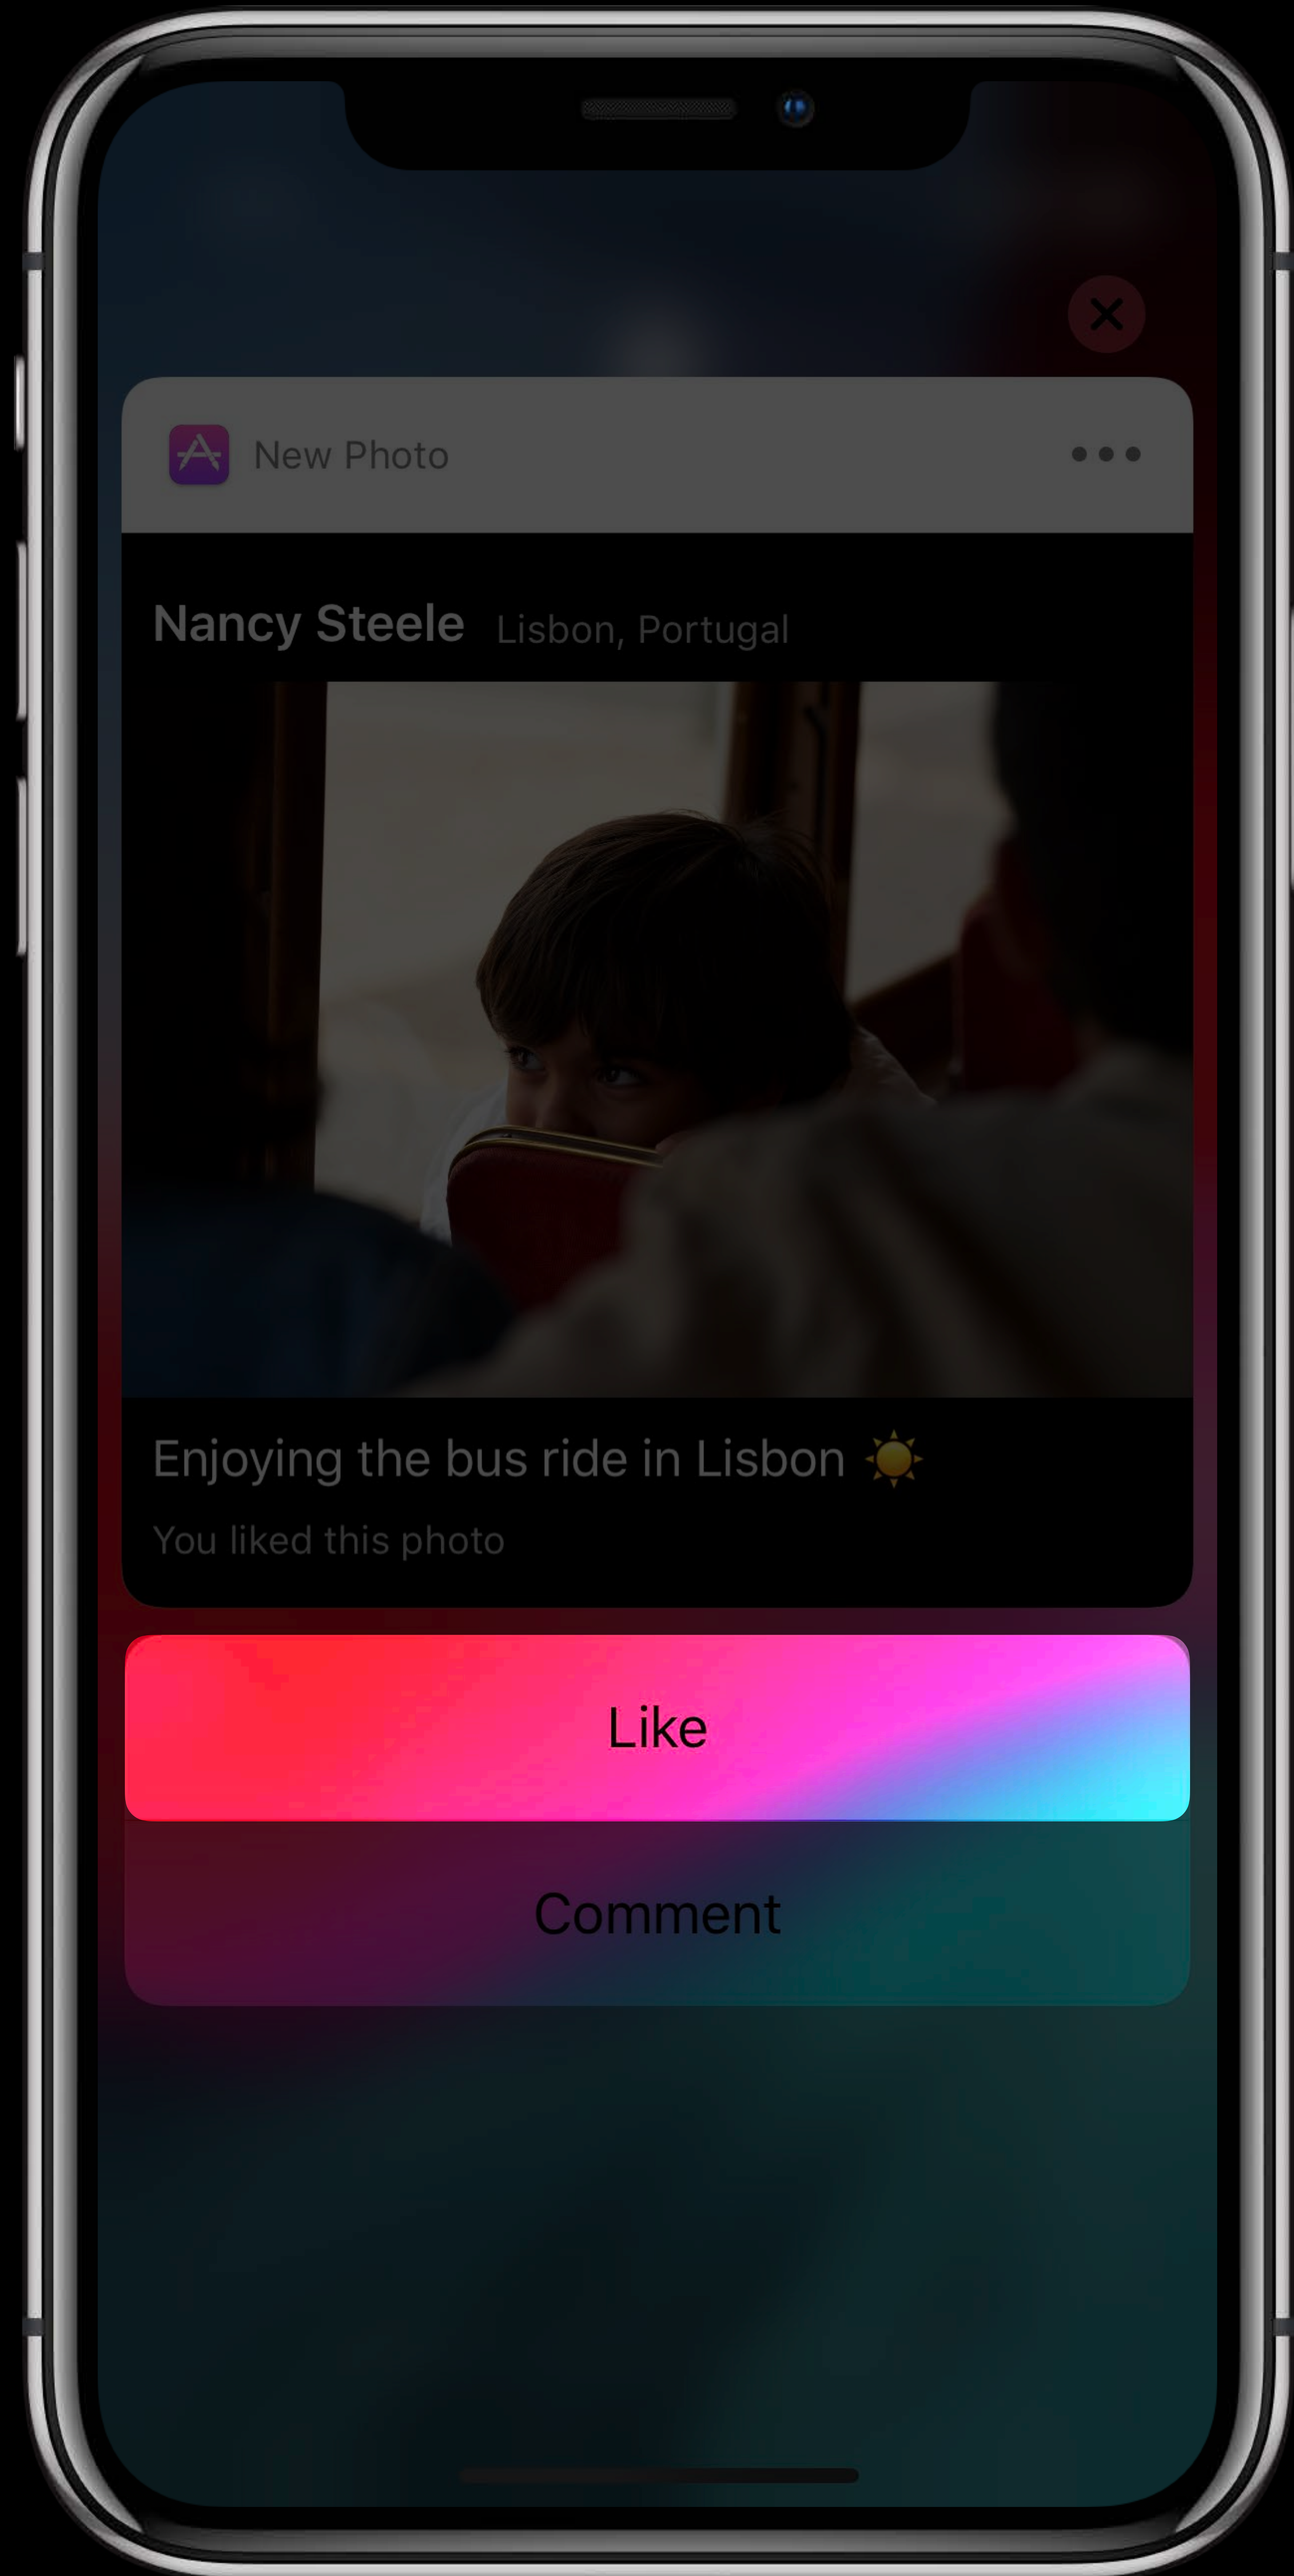 New Photo
Nancy Steele Lisbon, Portugal
Enjoying the bus ride in Lisbon ☀️
You liked this photo
Like
Comment